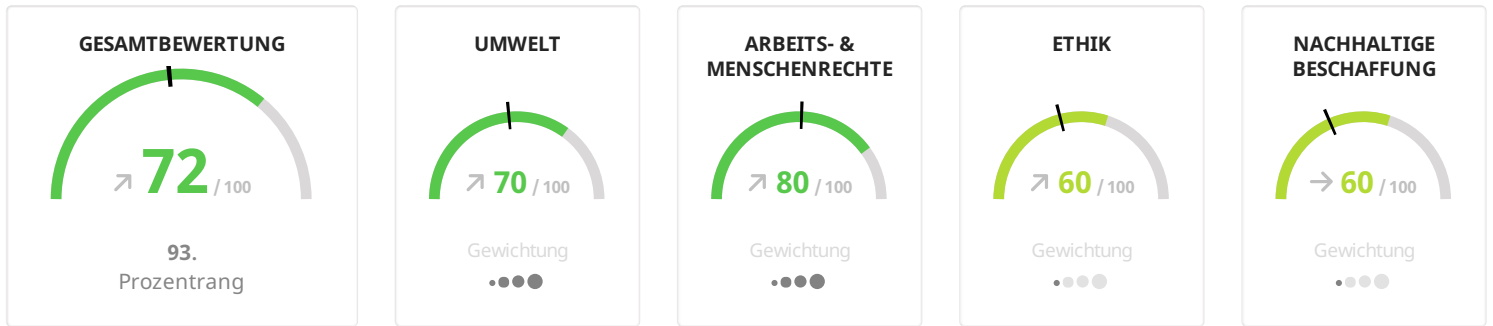 GESAMTBEWERTUNG
72 / 100
93.
Prozentrang
UMWELT
70 / 100
Gewichtung
ARBEITS- &
MENSCHENRECHTE
80 / 100
Gewichtung
ETHIK
60 / 100
Gewichtung
NACHHALTIGE
BESCHAFFUNG
60 / 100
Gewichtung